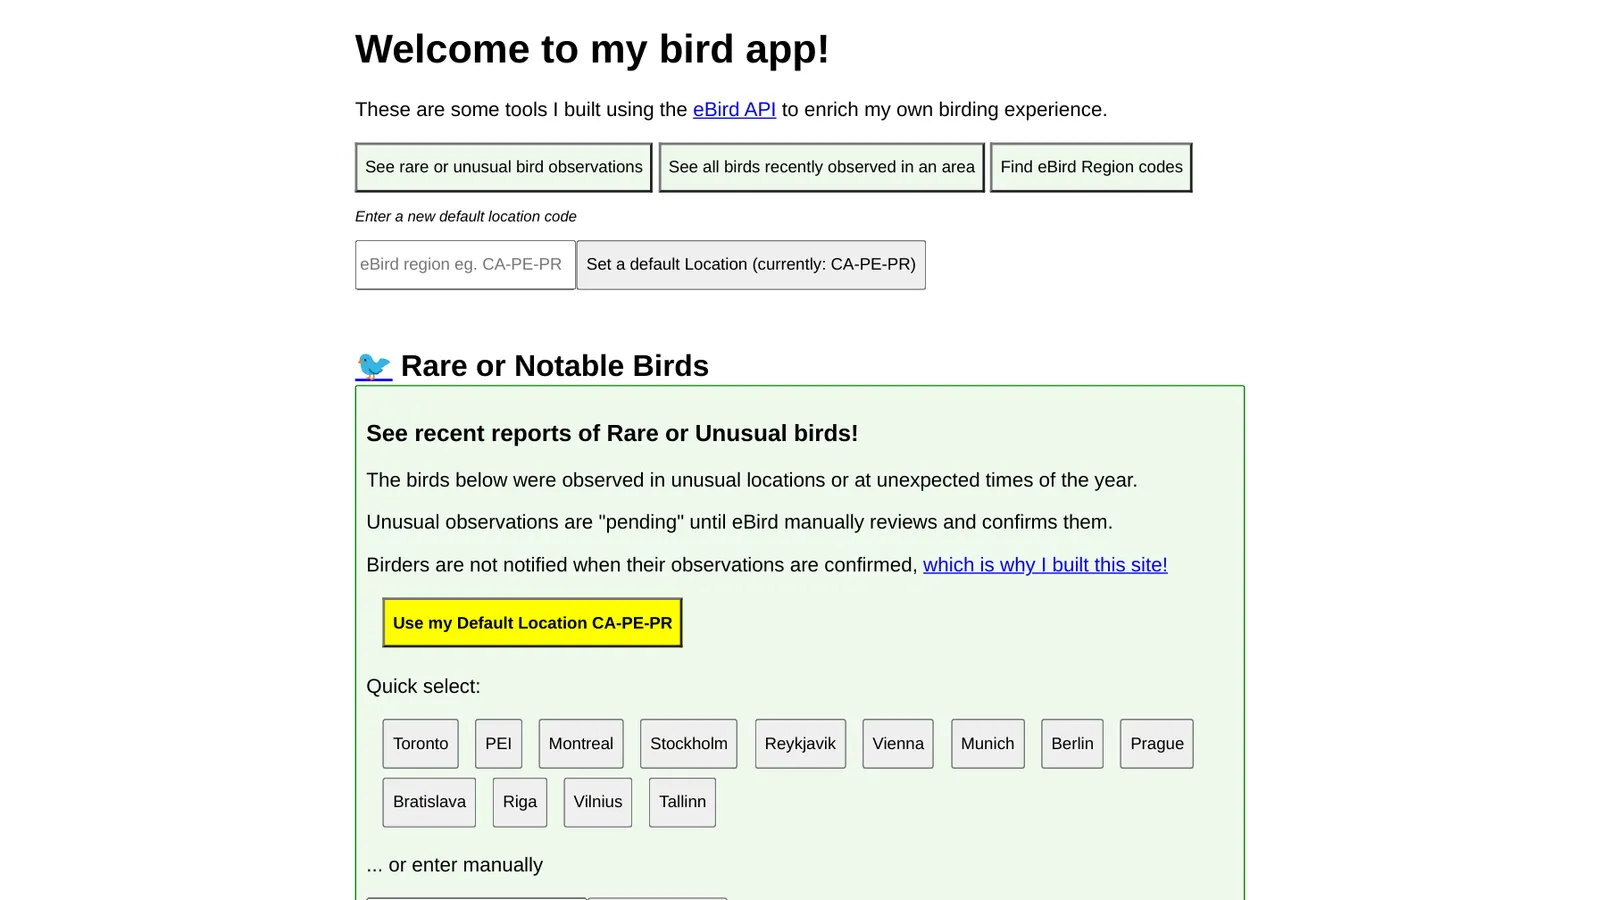 Welcome to my bird app!
These are some tools I built using the eBird API to enrich my own birding experience.
See rare or unusual bird observations See all birds recently observed in an area Find eBird Region codes
Enter a new default location code
eBird region eg. CA-PE-PR Set a default Location (currently: CA-PE-PR)
Rare or Notable Birds
See recent reports of Rare or Unusual birds!
The birds below were observed in unusual locations or at unexpected times of the year.
Unusual observations are "pending" until eBird manually reviews and confirms them.
Birders are not notified when their observations are confirmed, which is why I built this site!
Use my Default Location CA-PE-PR
Quick select:
Toronto PEI Montreal Stockholm Reykjavik Vienna Munich Berlin Prague
Bratislava Riga Vilnius Tallinn
... or enter manually